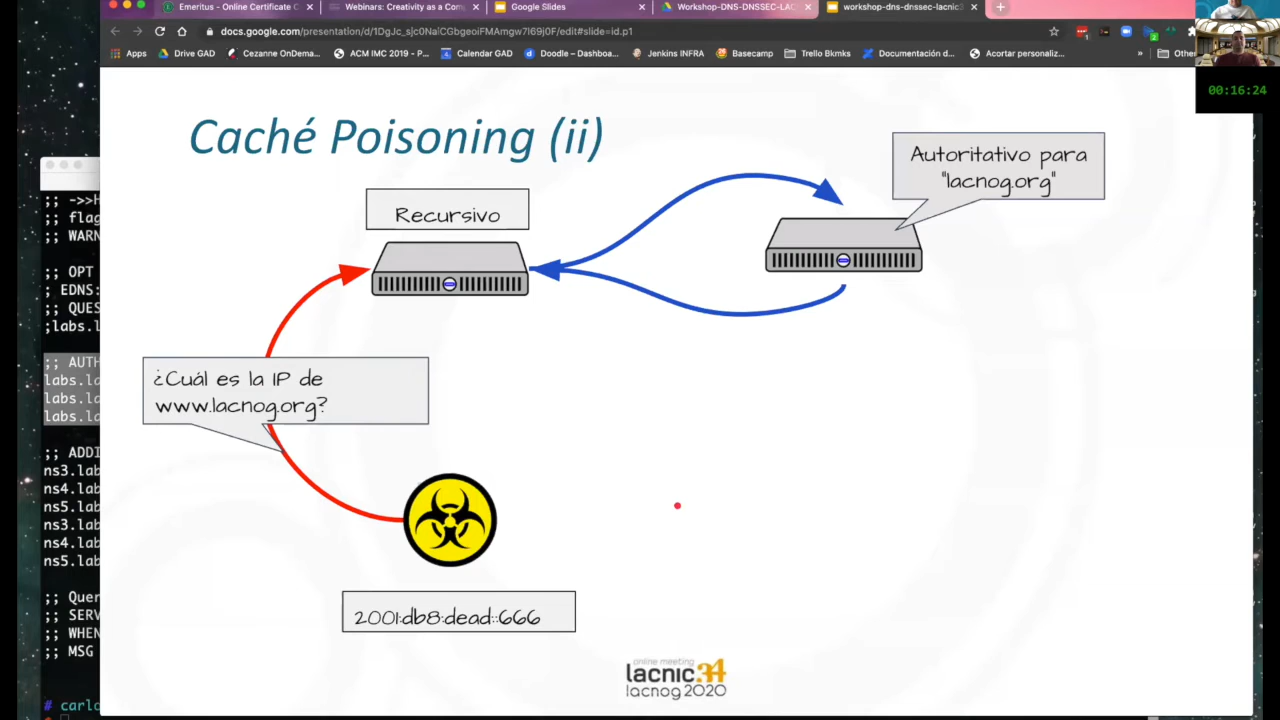 Emeritus - Online Certificate C
Webinars: Creativity as a Com
Google Slides
Workshop-DNS-DNSSEC-LAC
workshop-dns-dnssec-lacnic3
docs.google.com/presentation/d/1DgJc_sjc0NalCGbgeoiFMAmgw7l69j0F/edit#slide=id.p1
Apps
Drive GAD
Cezanne OnDema...
ACM IMC 2019 - P...
Calendar GAD
Doodle – Dashboa...
Jenkins INFRA
Basecamp
Trello Bkmks
Documentación d...
Acortar personaliz...
»
Other
00:16:24
Caché Poisoning (ii)
Autoritativo para
"lacnog.org"
Recursivo
¿Cuál es la IP de
www.lacnog.org?
2001:db8:dead::666
online meeting
lacnic34
lacnog2020
;; ->>H
;; flag
;; WARN
;; OPT
; EDNS:
;; QUES
;labs.l
;; AUTH
labs.la
labs.la
labs.la
;; ADDI
ns3.lab
ns4.lab
ns5.lab
ns3.lab
ns4.lab
ns5.lab
;; Quer
;; SERV
;; WHEN
;; MSG
# carlo